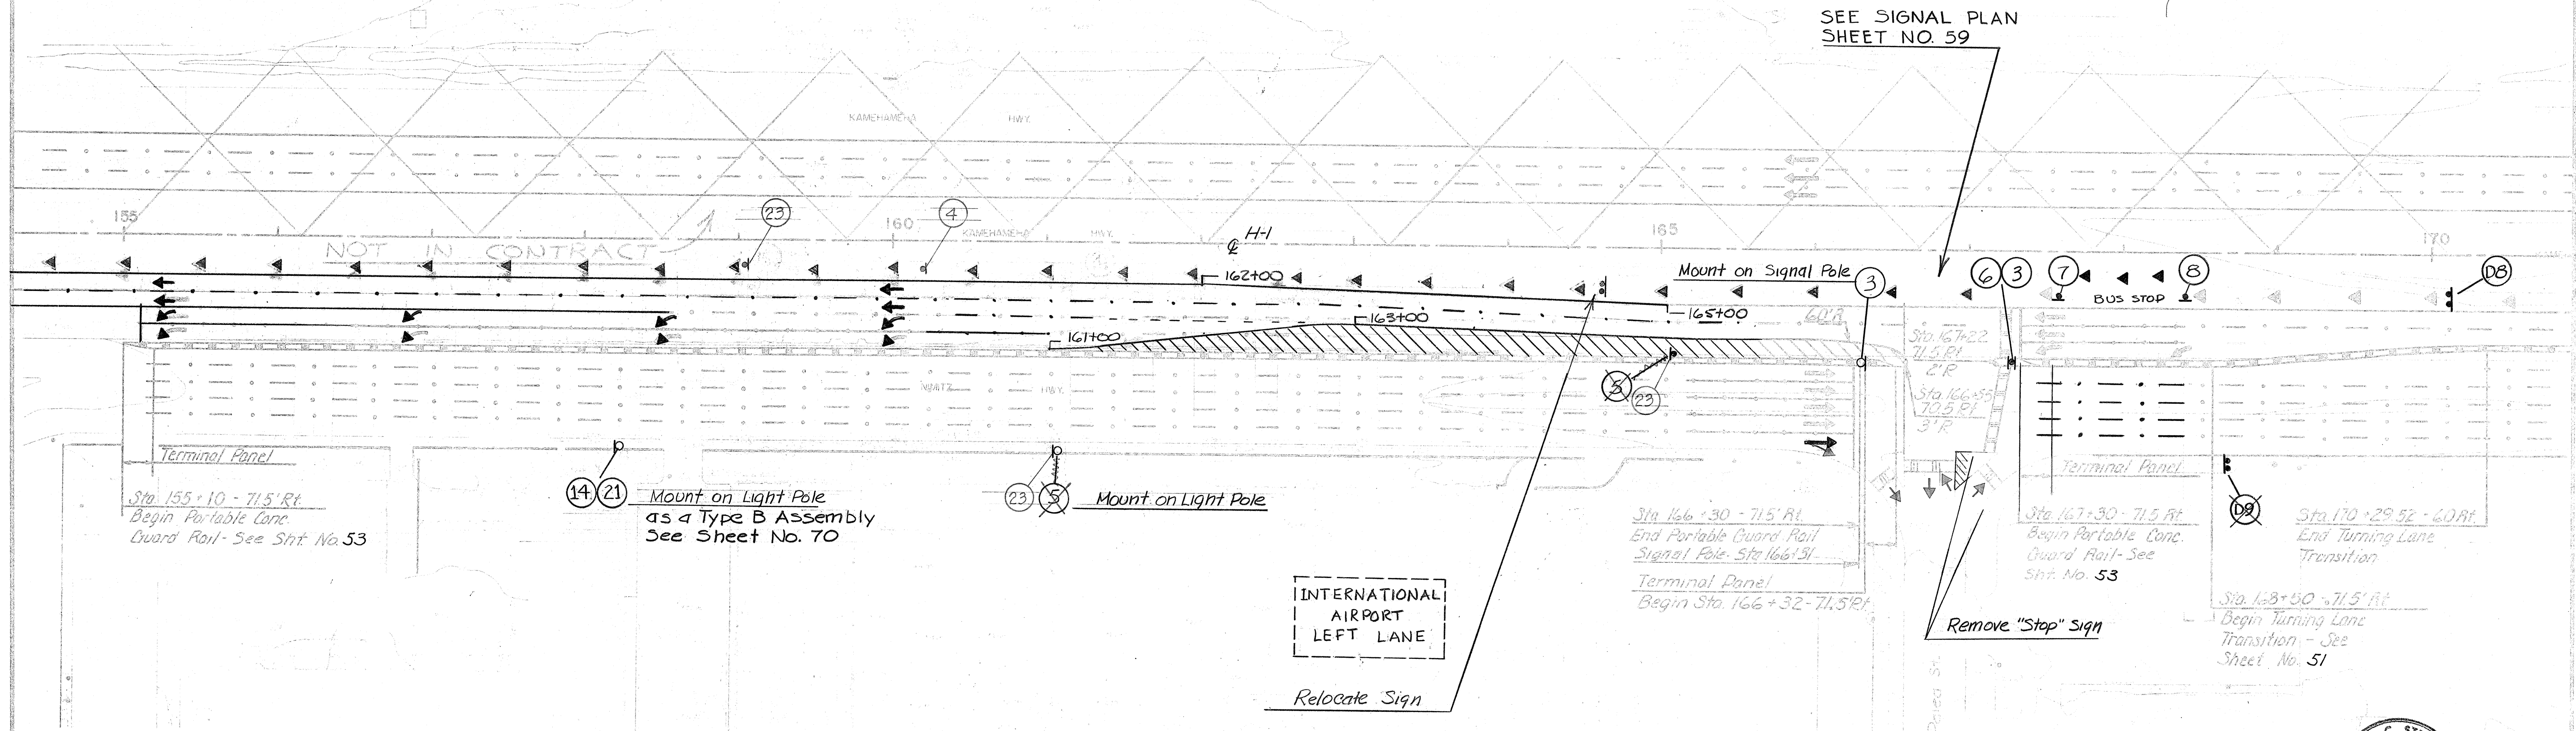 SEE SIGNAL PLAN
SHEET NO. 59
KAMEHAMEHA HWY.
155
23
4
160
KAMEHAMEHA HWY.
NOT IN CONTRACT
℄ H-1
165
170
162+00
Mount on Signal Pole
3
6
3
7
8
D8
BUS STOP
161+00
163+00
165+00
60'R
Sta. 167+22
71.5 Rt.
2'R
Sta. 166+55
70.5 Rt.
3'R
NIMITZ HWY.
5
23
Terminal Panel
Sta. 155+10 - 71.5' Rt.
Begin Portable Conc.
Guard Rail - See Sht. No. 53
14
21
Mount on Light Pole
as a Type B Assembly
See Sheet No. 70
23
5
Mount on Light Pole
Sta. 166+30 - 71.5' Rt.
End Portable Guard Rail
Signal Pole Sta 166+31
Terminal Panel
Begin Sta. 166+32-71.5'Rt.
Terminal Panel
Sta. 167+30 - 71.5 Rt.
Begin Portable Conc.
Guard Rail - See
Sht. No. 53
D9
Sta. 170+29.52 - 60 Rt.
End Turning Lane
Transition
Sta. 168+50 - 71.5' Rt.
Begin Turning Lane
Transition - See
Sheet No. 51
INTERNATIONAL
AIRPORT
LEFT LANE
Relocate Sign
Remove "Stop" Sign